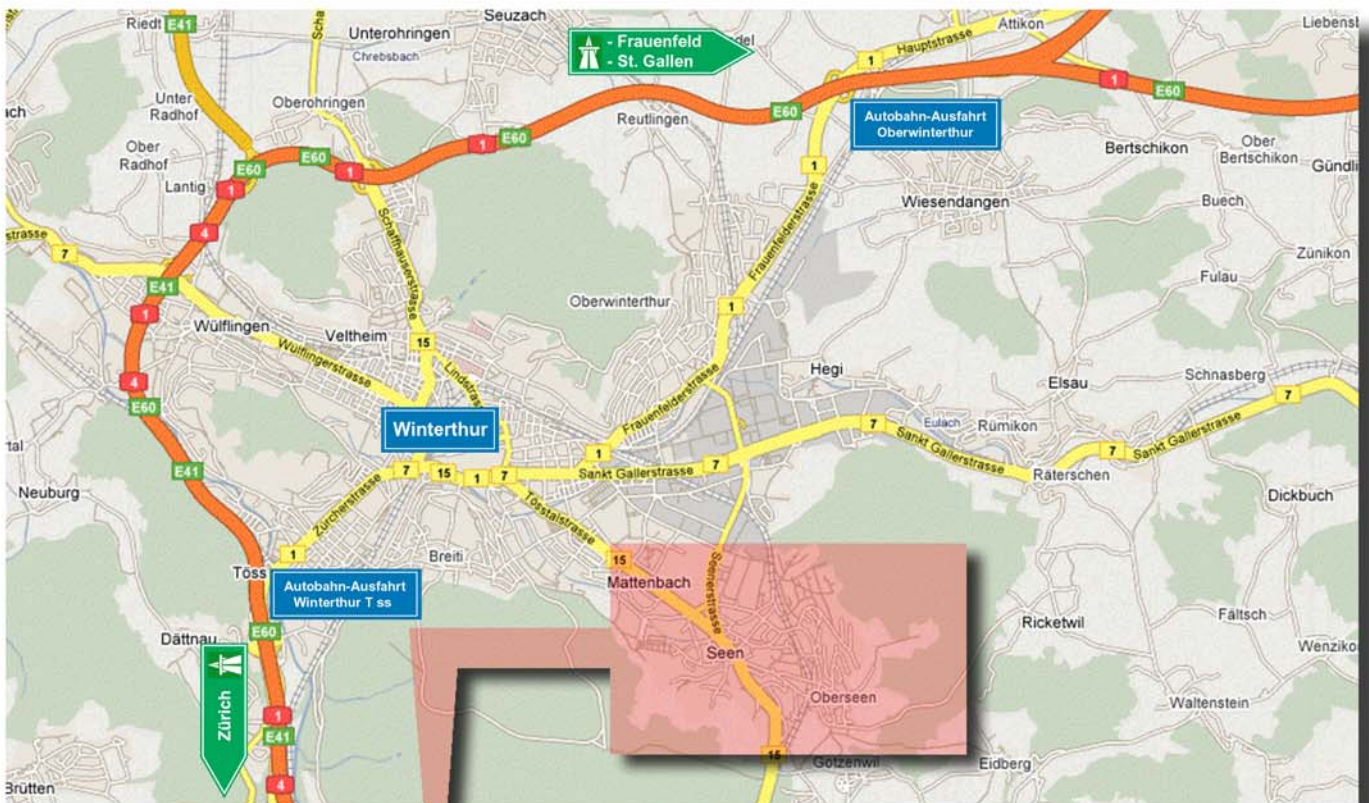 Riedt
E41
Seuzach
Unterohringen
Chrebsbach
- Frauenfeld
- St. Gallen
Attikon
Hauptstrasse
1
1
E60
Unter
Radhof
Oberohringen
Reutlingen
E60
Autobahn-Ausfahrt
Oberwinterthur
Ober
Radhof
E60
E60
1
1
E60
Bertschikon
Ober
Bertschikon
Lantig
1
1
Wiesendangen
Buech
4
Schaffhauserstrasse
Frauenfelderstrasse
7
Zünikon
Fulau
E41
Oberwinterthur
1
1
Wülflingen
Veltheim
15
Wülflingerstrasse
Hegi
Elsau
Schnasberg
4
E60
7
Winterthur
Frauenfelderstrasse
Eulach
Rümikon
7
Sankt Gallerstrasse
Sankt Gallerstrasse
1
7
E41
7
15
1
7
Sankt Gallerstrasse
7
Räterschen
Neuburg
Zürcherstrasse
Tösstalstrasse
Dickbuch
1
Breiti
15
Seenerstrasse
Töss
Autobahn-Ausfahrt
Winterthur T ss
Mattenbach
Fältsch
Ricketwil
Dättnau
E60
Seen
Zürich
Oberseen
Waltenstein
1
E41
15
Gotzenwil
Eidberg
4
Brütten